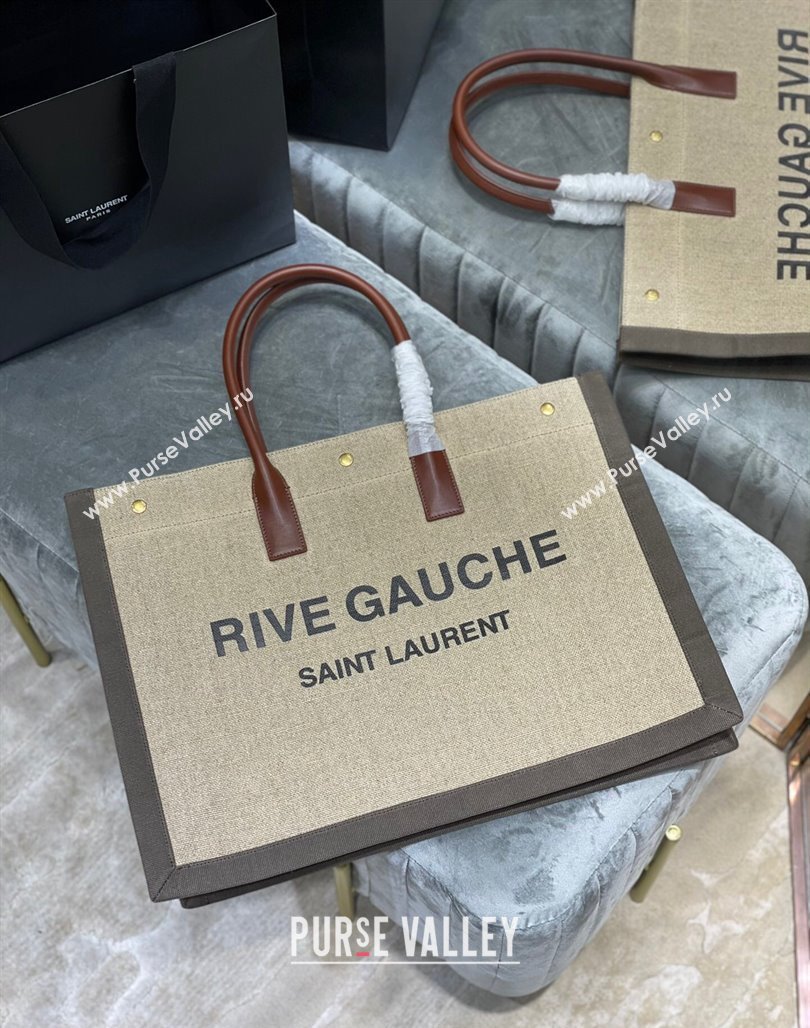 SAINT LAURENT
PARIS
RIVE GAUCHE
www.PurseValley.ru
www.PurseValley.ru
RIVE GAUCHE
SAINT LAURENT
PURSE VALLEY